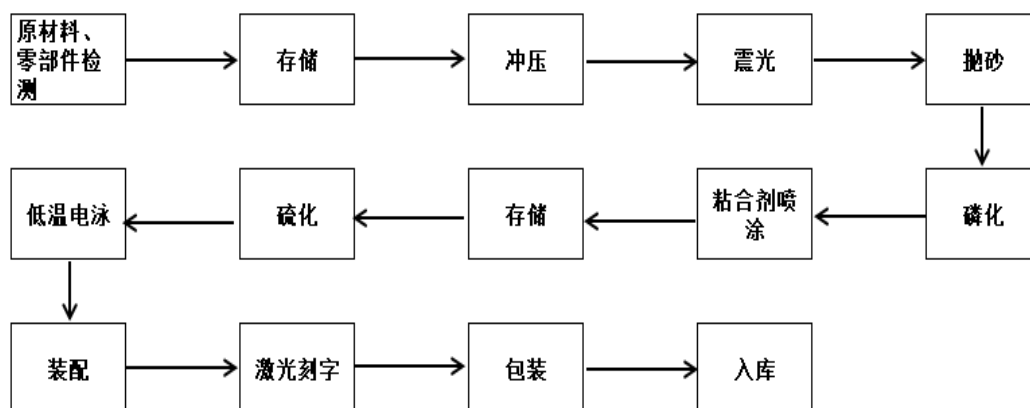 原材料、
零部件检
测
存储
冲压
震光
抛砂
磷化
粘合剂喷
涂
存储
硫化
低温电泳
装配
激光刻字
包装
入库